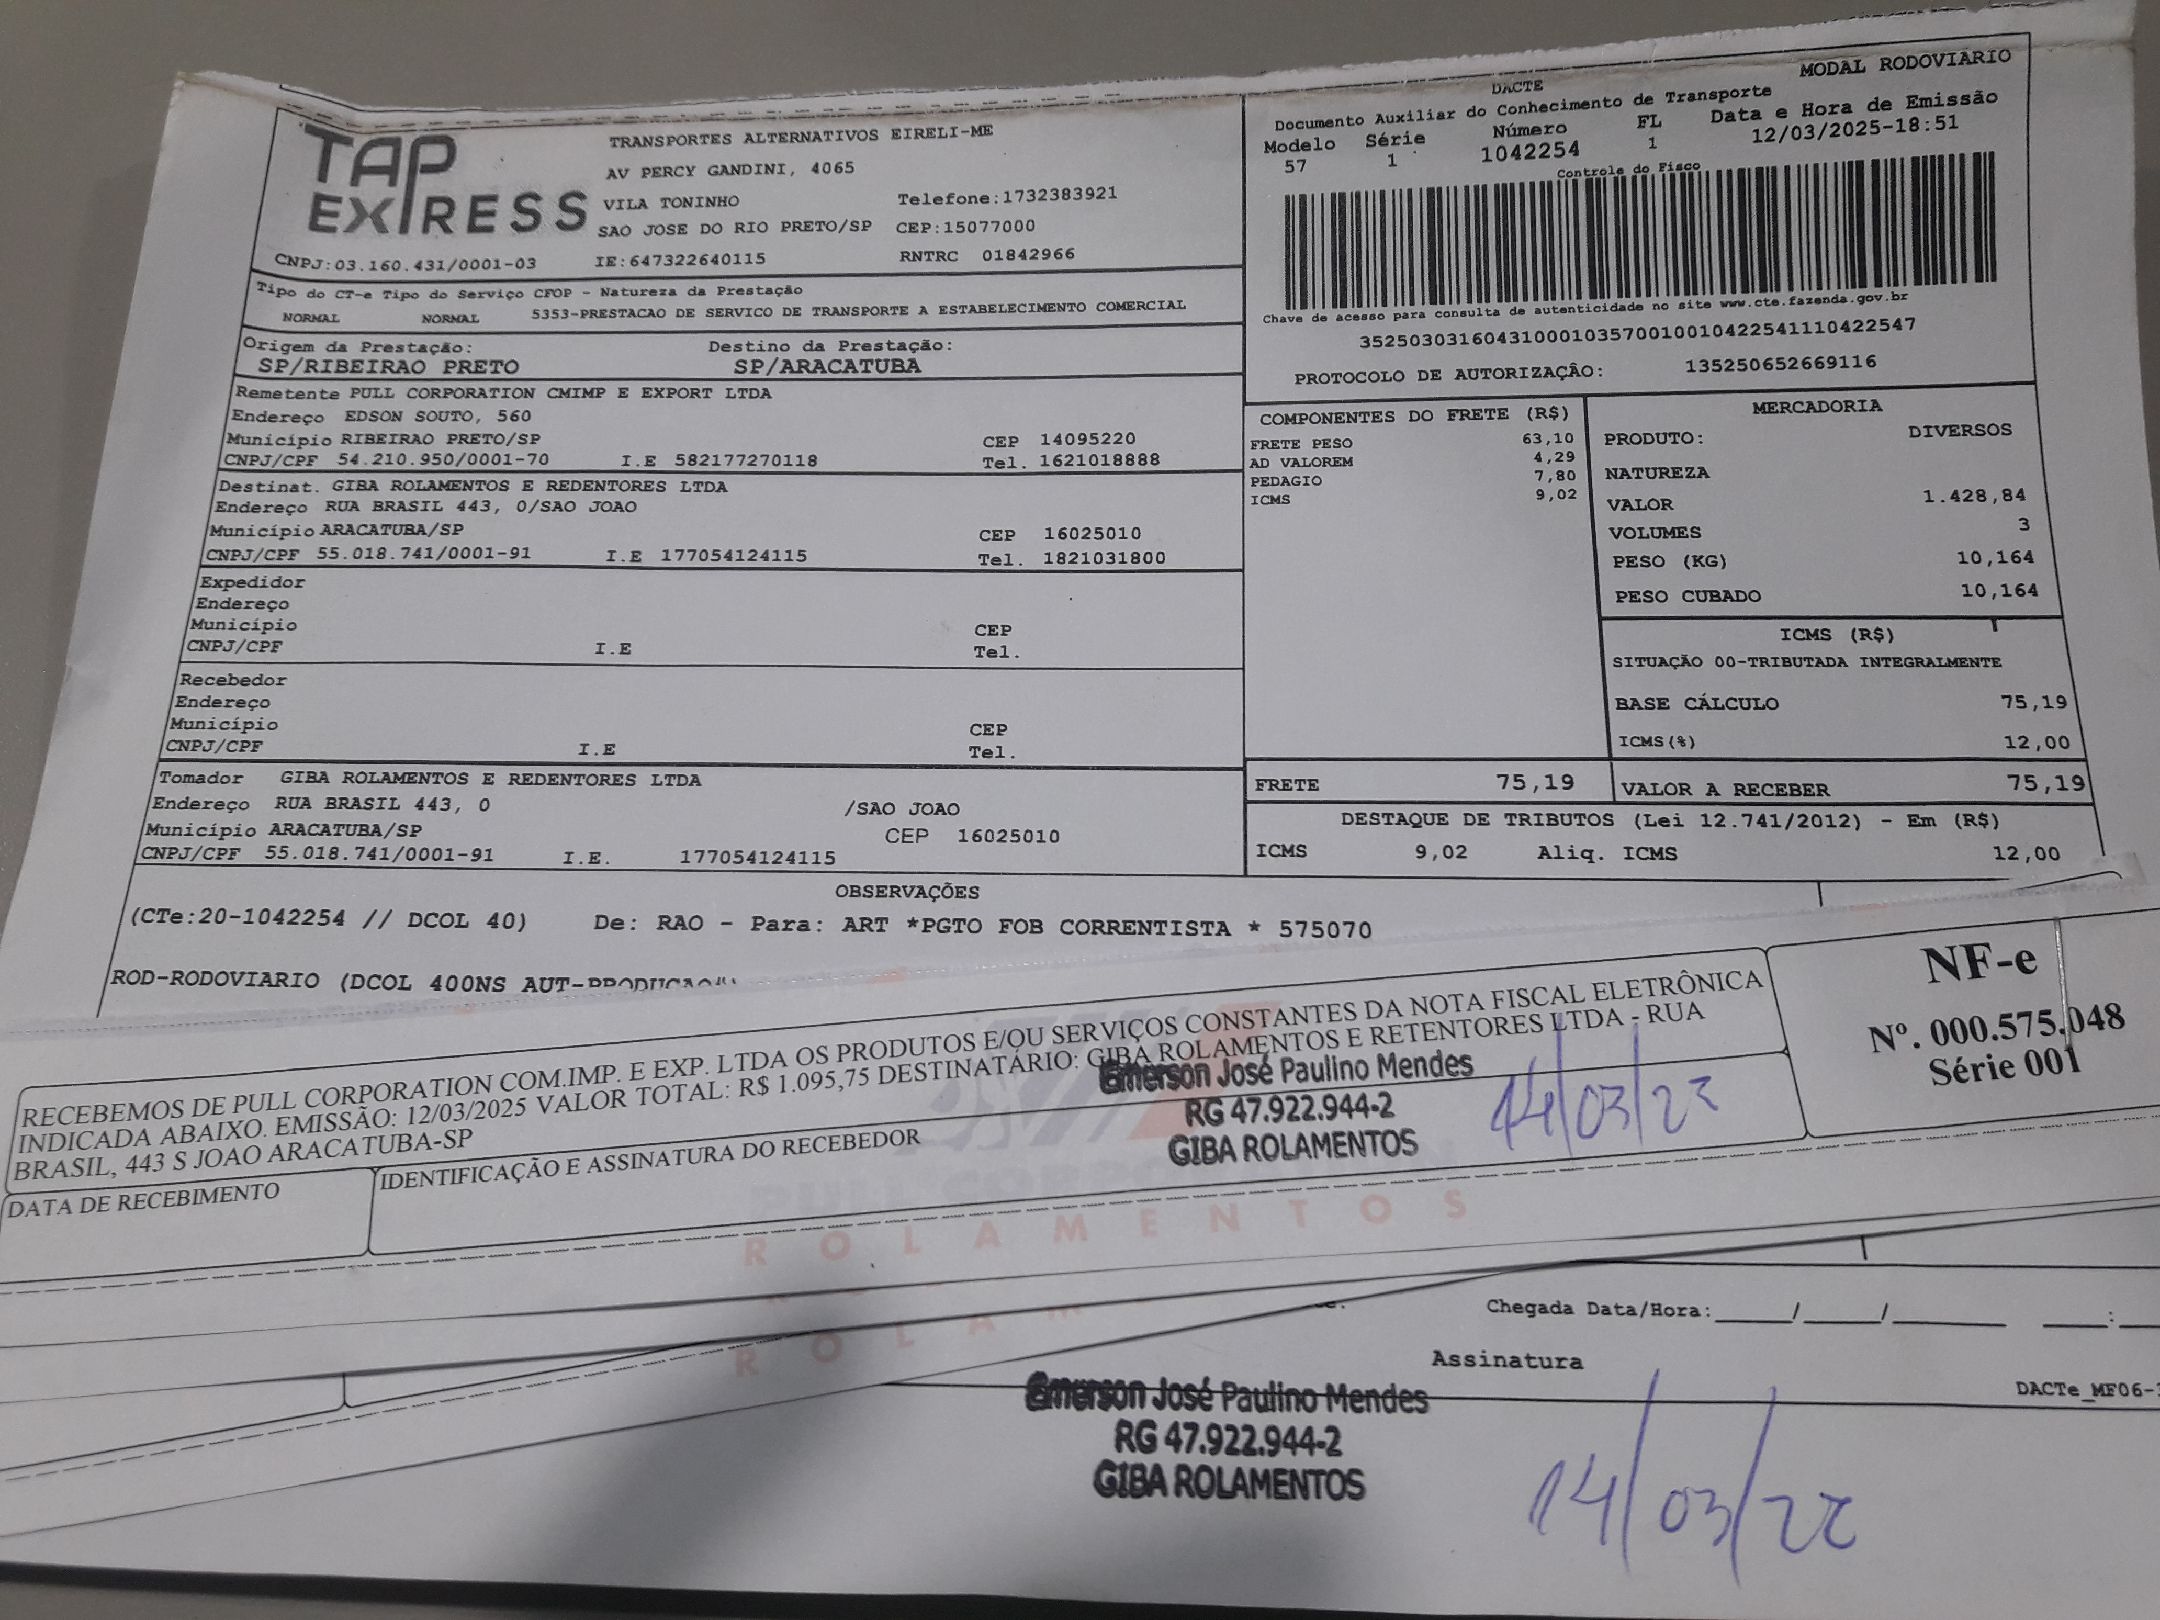 TAP EXPRESS
TRANSPORTES ALTERNATIVOS EIRELI-ME
AV PERCY GANDINI, 4065
VILA TONINHO Telefone:1732383921
SAO JOSE DO RIO PRETO/SP CEP:15077000
CNPJ:03.160.431/0001-03 IE:647322640115 RNTRC 01842966
Tipo do CT-e Tipo do Serviço CFOP - Natureza da Prestação
NORMAL NORMAL 5353-PRESTACAO DE SERVICO DE TRANSPORTE A ESTABELECIMENTO COMERCIAL
Origem da Prestação: Destino da Prestação:
SP/RIBEIRAO PRETO SP/ARACATUBA
Remetente PULL CORPORATION CMIMP E EXPORT LTDA
Endereço EDSON SOUTO, 560
Município RIBEIRAO PRETO/SP CEP 14095220
CNPJ/CPF 54.210.950/0001-70 I.E 582177270118 Tel. 1621018888
Destinat. GIBA ROLAMENTOS E REDENTORES LTDA
Endereço RUA BRASIL 443, 0/SAO JOAO
Município ARACATUBA/SP CEP 16025010
CNPJ/CPF 55.018.741/0001-91 I.E 177054124115 Tel. 1821031800
Expedidor
Endereço
Município CEP
CNPJ/CPF I.E Tel.
Recebedor
Endereço
Município CEP
CNPJ/CPF I.E Tel.
Tomador GIBA ROLAMENTOS E REDENTORES LTDA
Endereço RUA BRASIL 443, 0 /SAO JOAO
Município ARACATUBA/SP CEP 16025010
CNPJ/CPF 55.018.741/0001-91 I.E. 177054124115
MODAL RODOVIÁRIO
DACTE
Documento Auxiliar do Conhecimento de Transporte
Modelo Série Número FL Data e Hora de Emissão
57 1 1042254 1 12/03/2025-18:51
Controle do Fisco
Chave de acesso para consulta de autenticidade no site www.cte.fazenda.gov.br
35250303160431000103570010010422541110422547
PROTOCOLO DE AUTORIZAÇÃO: 135250652669116
COMPONENTES DO FRETE (R$)
FRETE PESO 63,10
AD VALOREM 4,29
PEDAGIO 7,80
ICMS 9,02
MERCADORIA
PRODUTO: DIVERSOS
NATUREZA
VALOR 1.428,84
VOLUMES 3
PESO (KG) 10,164
PESO CUBADO 10,164
ICMS (R$)
SITUAÇÃO 00-TRIBUTADA INTEGRALMENTE
BASE CÁLCULO 75,19
ICMS(%) 12,00
FRETE 75,19 VALOR A RECEBER 75,19
DESTAQUE DE TRIBUTOS (Lei 12.741/2012) - Em (R$)
ICMS 9,02 Aliq. ICMS 12,00
OBSERVAÇÕES
(CTe:20-1042254 // DCOL 40) De: RAO - Para: ART *PGTO FOB CORRENTISTA * 575070
ROD-RODOVIARIO (DCOL 400NS AUT-PRODUCAO
RECEBEMOS DE PULL CORPORATION COM.IMP. E EXP. LTDA OS PRODUTOS E/OU SERVIÇOS CONSTANTES DA NOTA FISCAL ELETRÔNICA
INDICADA ABAIXO. EMISSÃO: 12/03/2025 VALOR TOTAL: R$ 1.095,75 DESTINATÁRIO: GIBA ROLAMENTOS E RETENTORES LTDA - RUA
BRASIL, 443 S JOAO ARACATUBA-SP
NF-e
Nº. 000.575.048
Série 001
DATA DE RECEBIMENTO
IDENTIFICAÇÃO E ASSINATURA DO RECEBEDOR
Emerson José Paulino Mendes
RG 47.922.944-2
GIBA ROLAMENTOS
14/03/
ROLAMENTOS
Chegada Data/Hora:____/____/______ ___:
Assinatura
DACTe_MF06-
Emerson José Paulino Mendes
RG 47.922.944-2
GIBA ROLAMENTOS
14/03/